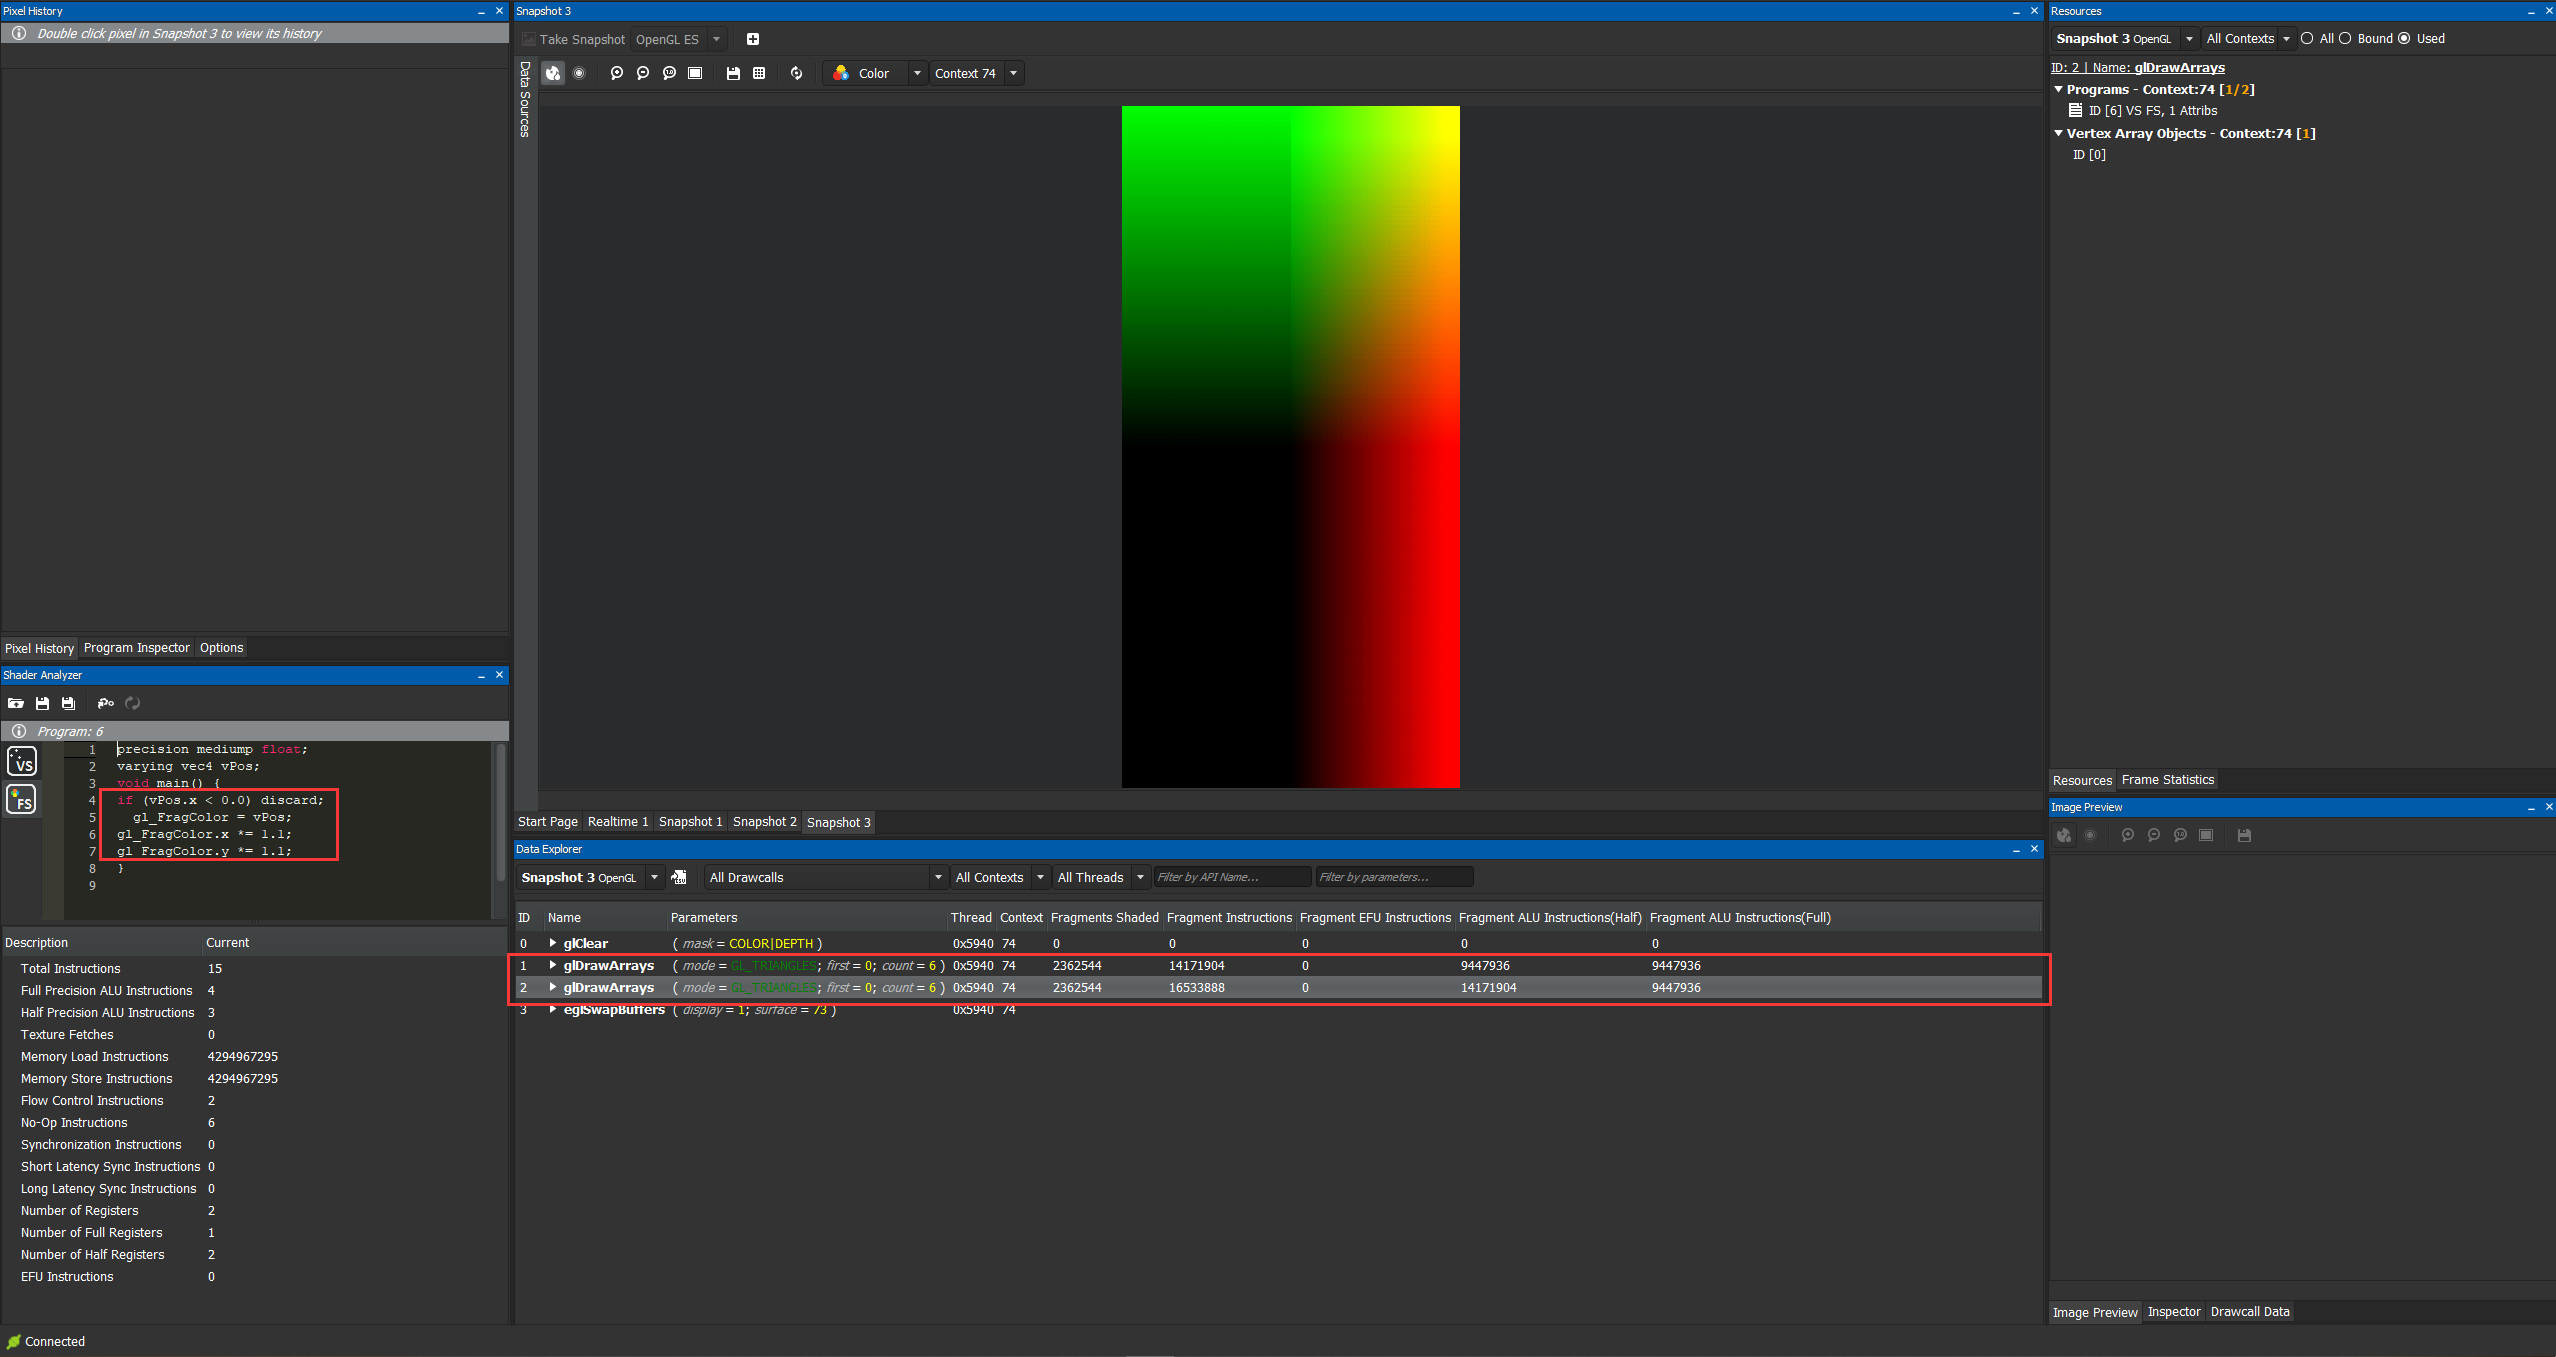 Pixel History
Double click pixel in Snapshot 3 to view its history
Pixel History Program Inspector Options
Shader Analyzer
Program: 6
VS
FS
1 precision mediump float;
2 varying vec4 vPos;
3 void main() {
4 if (vPos.x < 0.0) discard;
5 gl_FragColor = vPos;
6 gl_FragColor.x *= 1.1;
7 gl_FragColor.y *= 1.1;
8 }
9
Description Current
Total Instructions 15
Full Precision ALU Instructions 4
Half Precision ALU Instructions 3
Texture Fetches 0
Memory Load Instructions 4294967295
Memory Store Instructions 4294967295
Flow Control Instructions 2
No-Op Instructions 6
Synchronization Instructions 0
Short Latency Sync Instructions 0
Long Latency Sync Instructions 0
Number of Registers 2
Number of Full Registers 1
Number of Half Registers 2
EFU Instructions 0
Connected
Snapshot 3
Take Snapshot OpenGL ES
Data Sources
Color Context 74
Start Page Realtime 1 Snapshot 1 Snapshot 2 Snapshot 3
Data Explorer
Snapshot 3 OpenGL All Drawcalls All Contexts All Threads Filter by API Name... Filter by parameters...
ID Name Parameters Thread Context Fragments Shaded Fragment Instructions Fragment EFU Instructions Fragment ALU Instructions(Half) Fragment ALU Instructions(Full)
0 glClear ( mask = COLOR|DEPTH ) 0x5940 74 0 0 0 0 0
1 glDrawArrays ( mode = GL_TRIANGLES; first = 0; count = 6 ) 0x5940 74 2362544 14171904 0 9447936 9447936
2 glDrawArrays ( mode = GL_TRIANGLES; first = 0; count = 6 ) 0x5940 74 2362544 16533888 0 14171904 9447936
3 eglSwapBuffers ( display = 1; surface = 73 ) 0x5940 74
Resources
Snapshot 3 OpenGL All Contexts All Bound Used
ID: 2 | Name: glDrawArrays
Programs - Context:74 [1/2]
ID [6] VS FS, 1 Attribs
Vertex Array Objects - Context:74 [1]
ID [0]
Resources Frame Statistics
Image Preview
Image Preview Inspector Drawcall Data